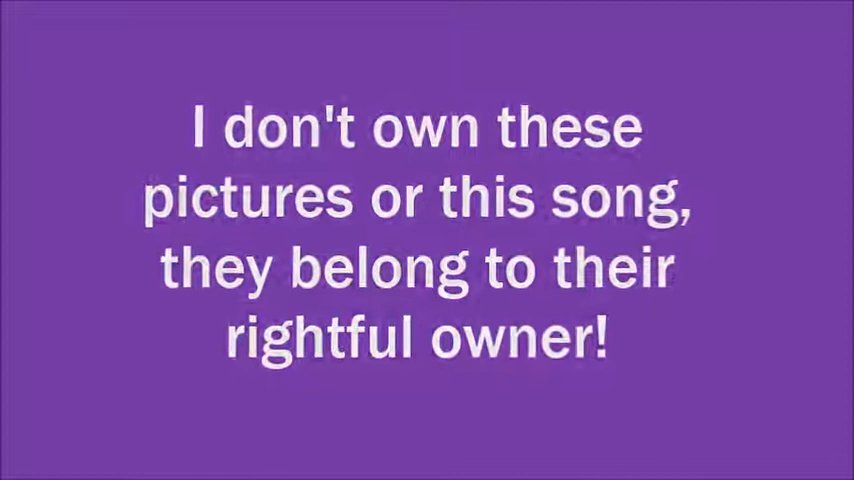 I don't own these
pictures or this song,
they belong to their
rightful owner!